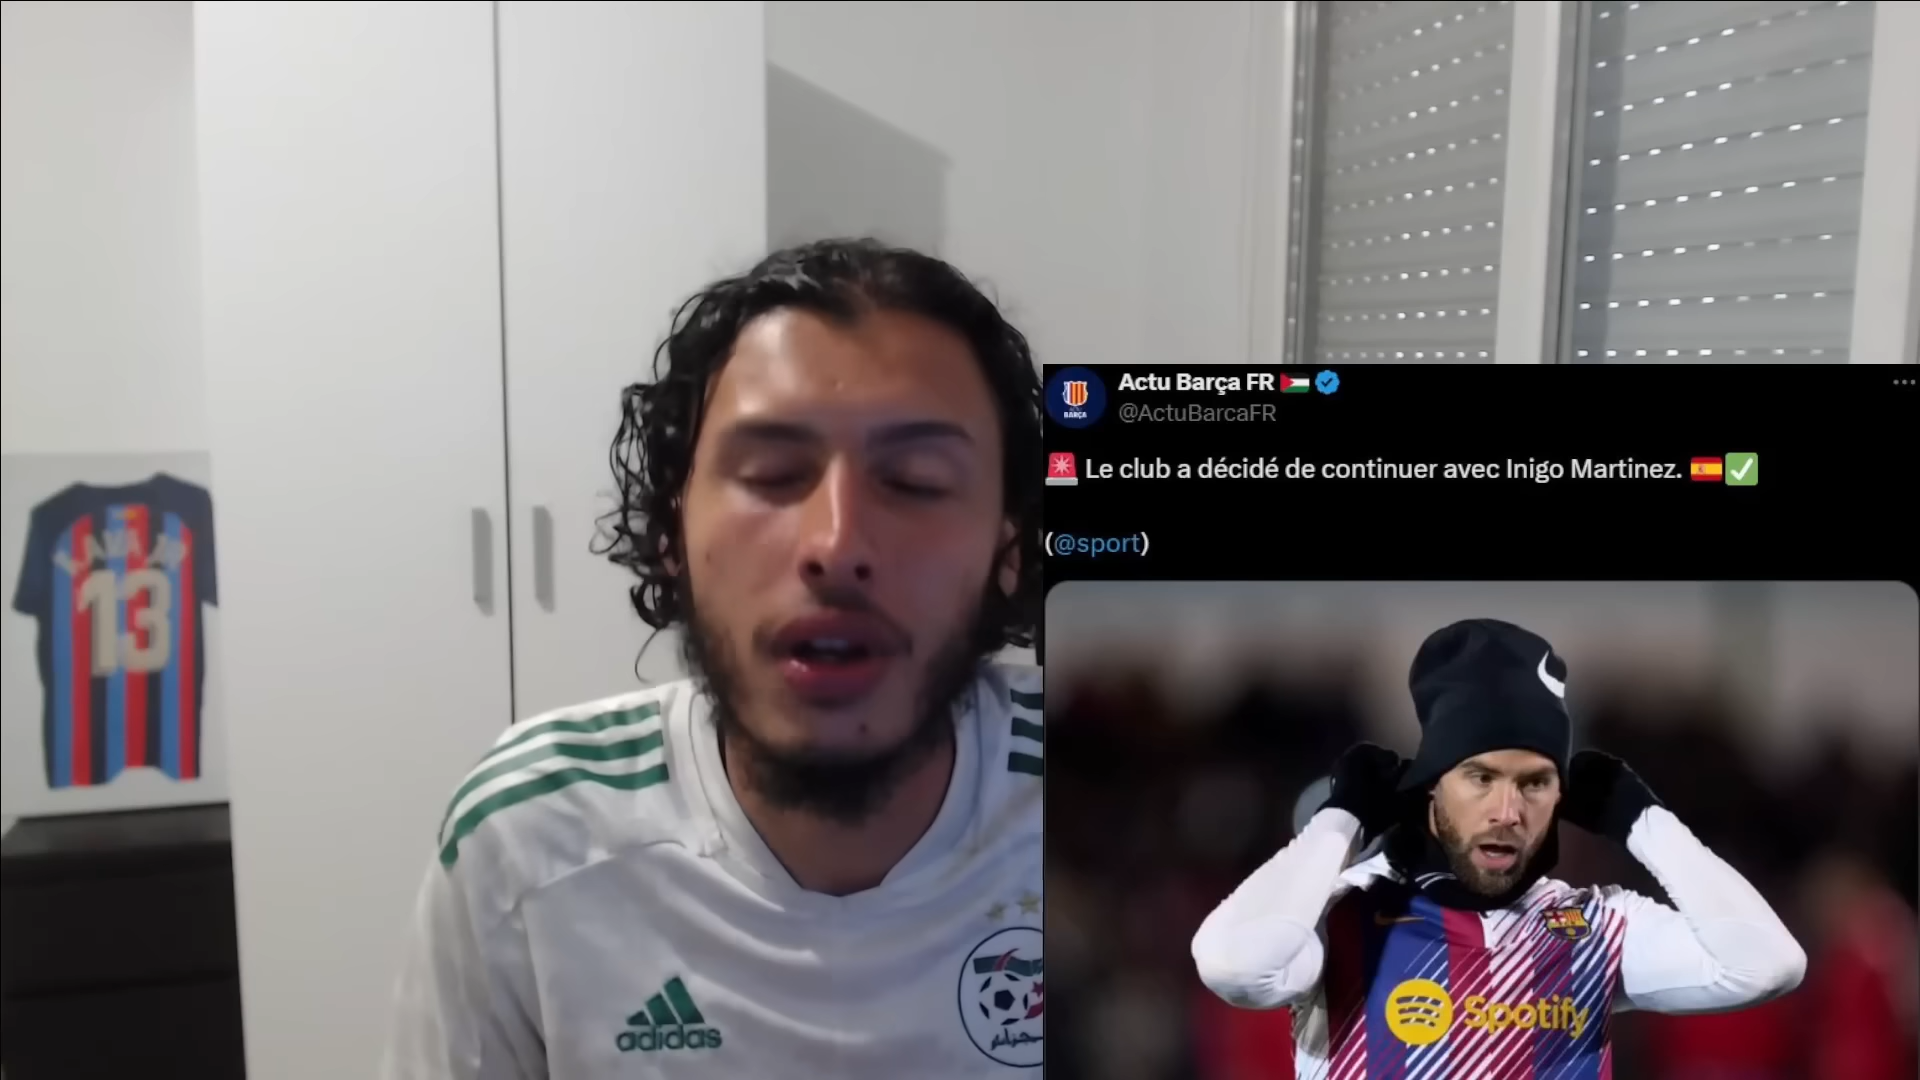 13
adidas
Actu Barça FR 🇵🇸
@ActuBarcaFR
🚨 Le club a décidé de continuer avec Inigo Martinez. 🇪🇸✅
(@sport)
Spotify